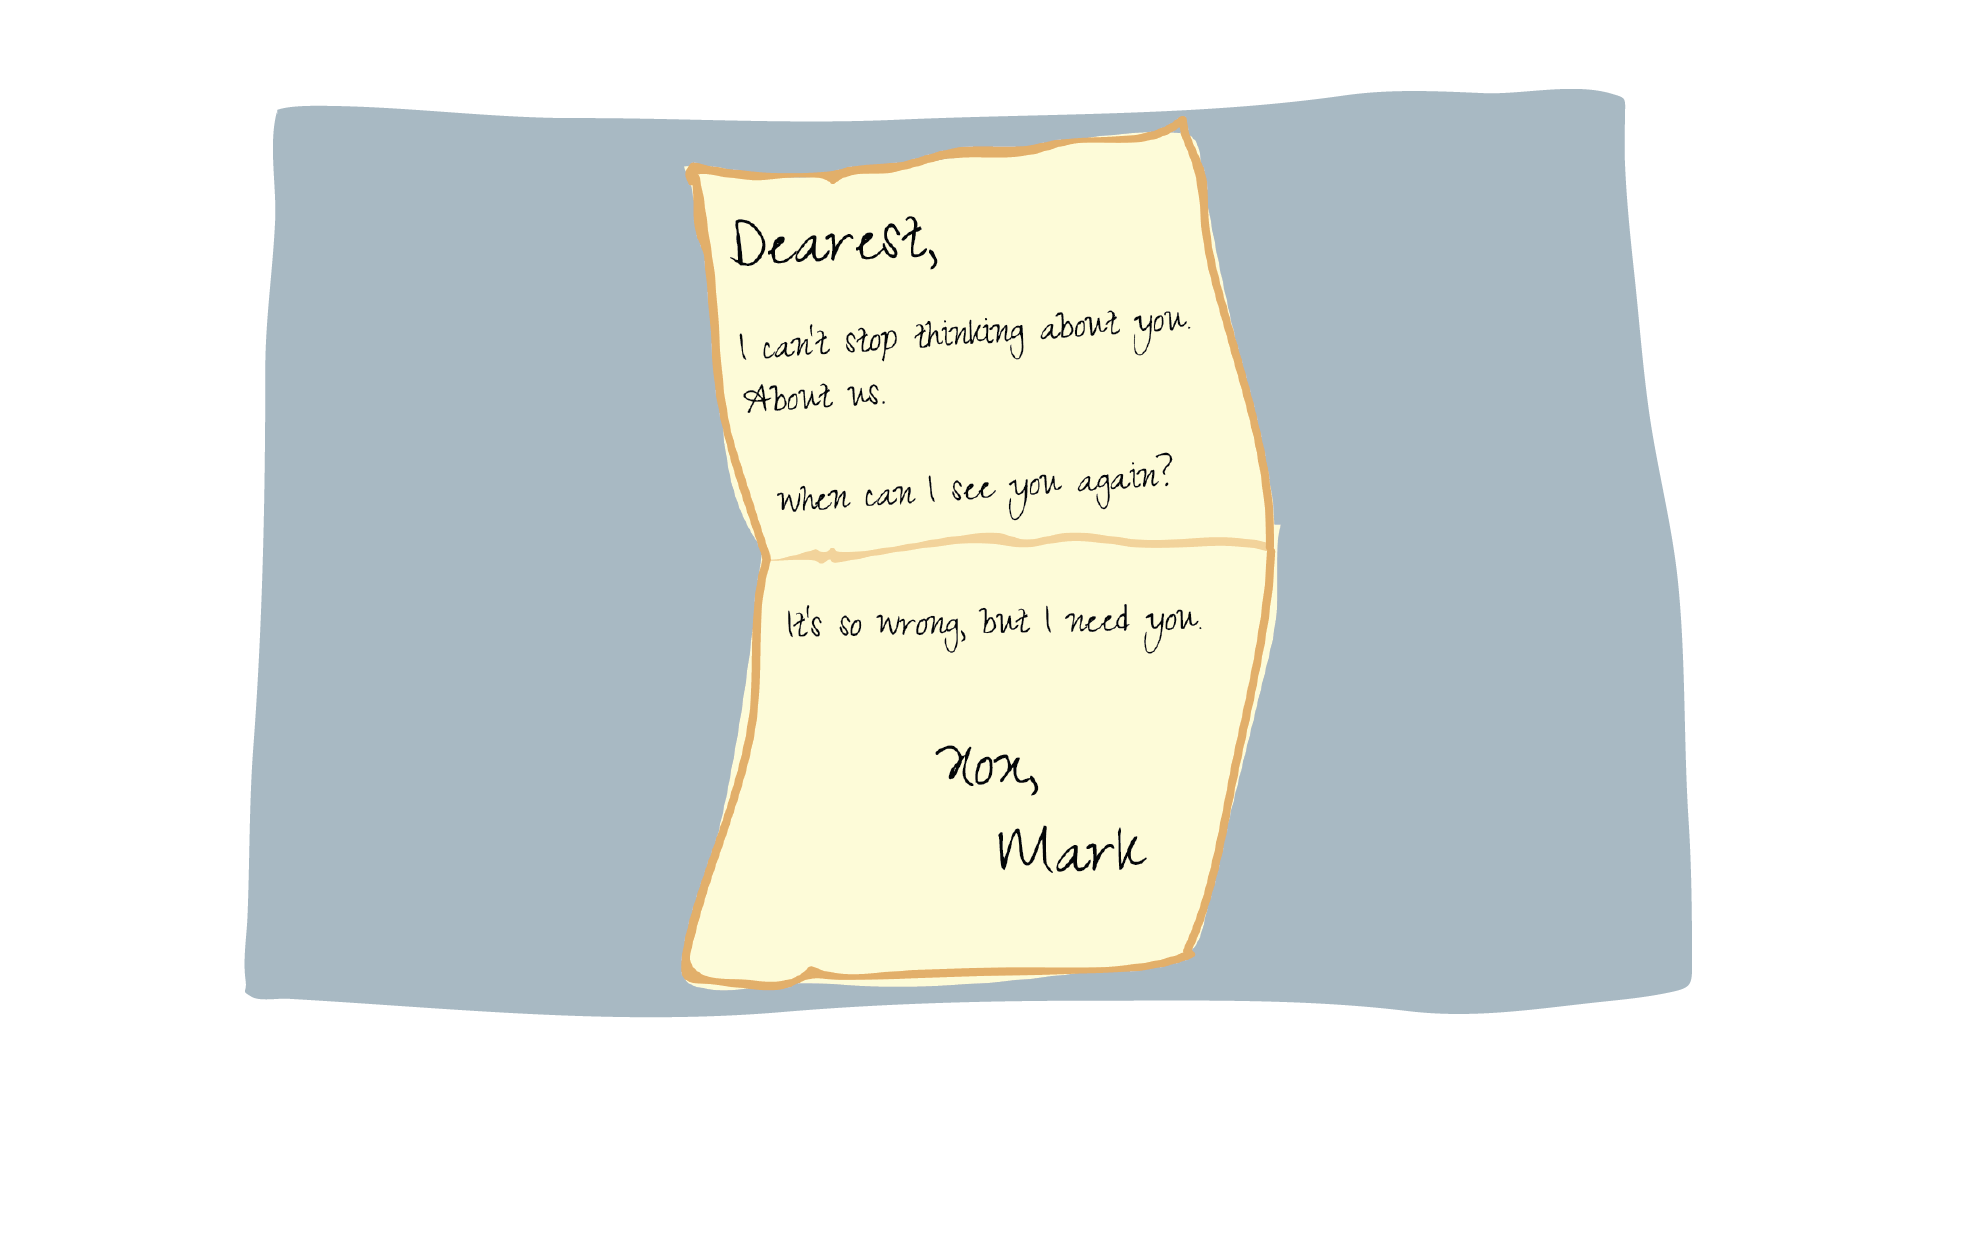 Dearest,
I can't stop thinking about you.
About us.
When can I see you again?
It's so wrong, but I need you.
Xox,
Mark